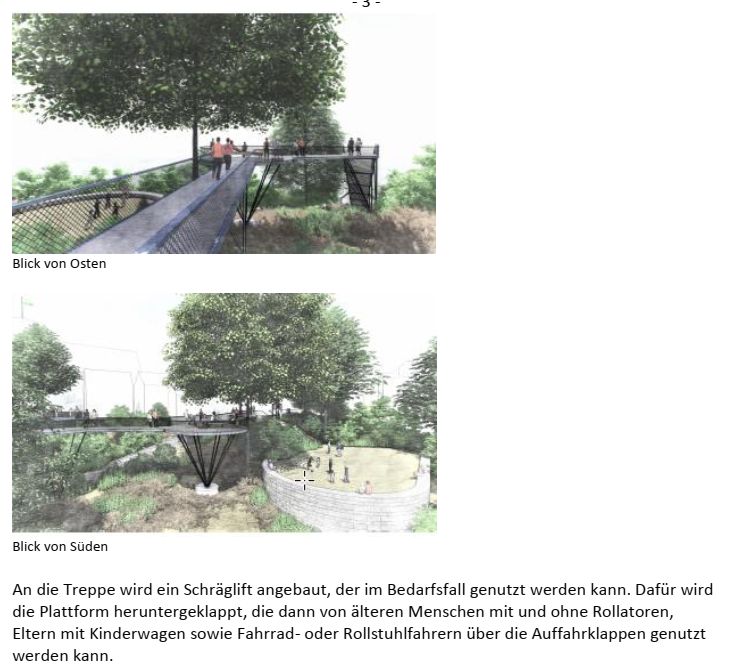 - 3 -
Blick von Osten
Blick von Süden
An die Treppe wird ein Schräglift angebaut, der im Bedarfsfall genutzt werden kann. Dafür wird
die Plattform heruntergeklappt, die dann von älteren Menschen mit und ohne Rollatoren,
Eltern mit Kinderwagen sowie Fahrrad- oder Rollstuhlfahrern über die Auffahrklappen genutzt
werden kann.